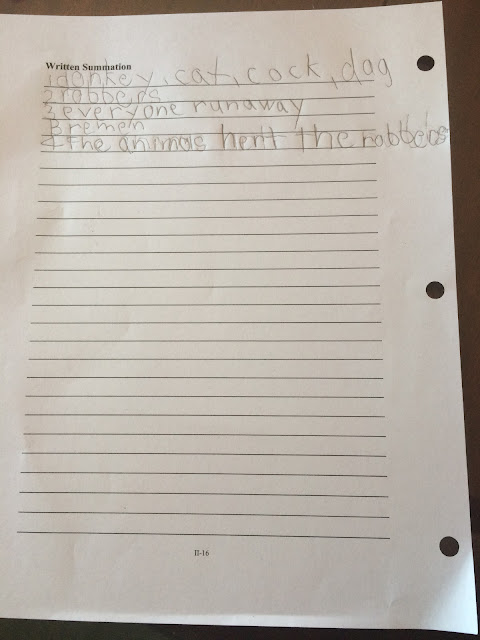 Written Summation
1 donkey, cat, cock, dog
2 robbers
3 everyone runaway
Bremen
4 the animals hert the robbers
II-16